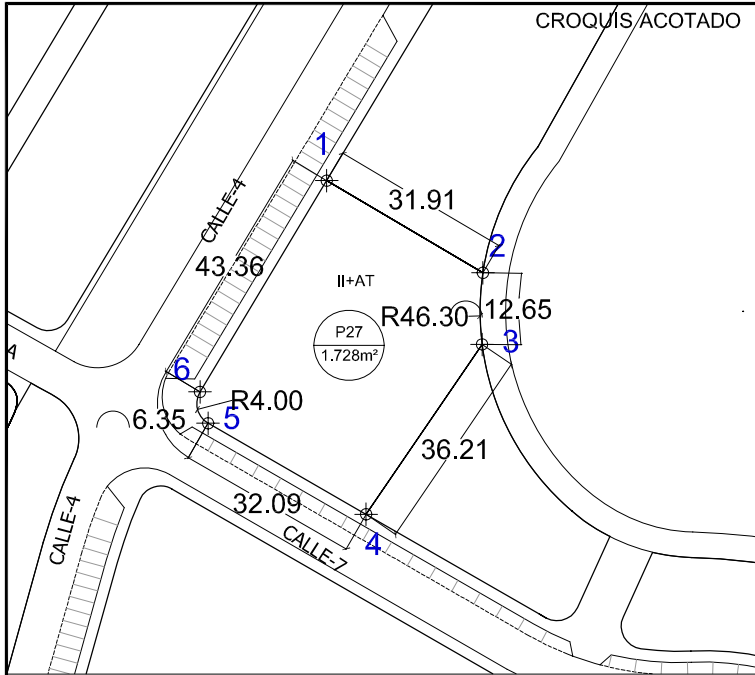 CROQUIS ACOTADO
1
31.91
CALLE-4
2
43.36
II+AT
R46.30
12.65
P27
1.728m²
3
6
R4.00
6.35
5
36.21
32.09
CALLE-4
CALLE-7
4